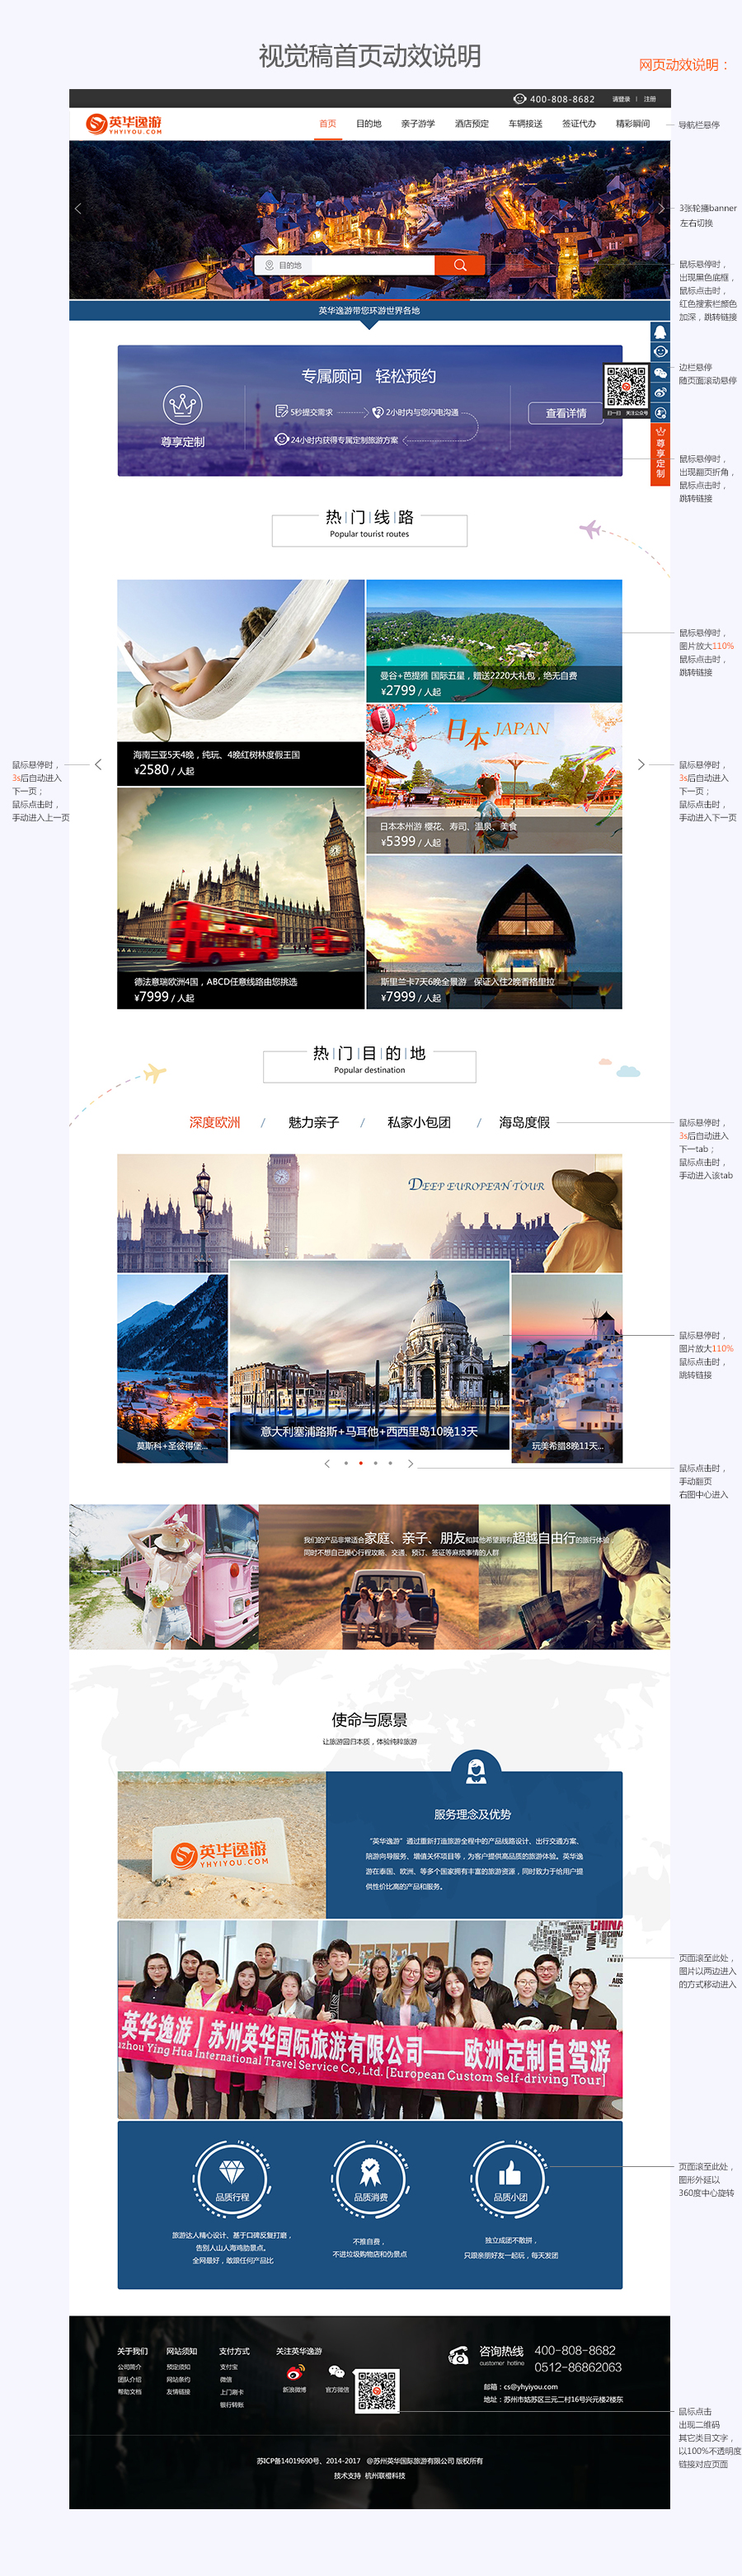 视觉稿首页动效说明
网页动效说明：
400-808-8682
请登录 | 注册
英华逸游
YHYIYOU.COM
首页 目的地 亲子游学 酒店预定 车辆接送 签证代办 精彩瞬间
导航栏悬停
3张轮播banner
左右切换
目的地
鼠标悬停时，
出现黑色底框，
鼠标点击时，
红色搜索栏颜色
加深，跳转链接
英华逸游带您环游世界各地
边栏悬停
随页面滚动悬停
专属顾问 轻松预约
5秒提交需求
2小时内与您闪电沟通
24小时内获得专属定制旅游方案
尊享定制
查看详情
扫一扫 关注公众号
尊享定制
鼠标悬停时，
出现翻页折角，
鼠标点击时，
跳转链接
热门线路
Popular tourist routes
鼠标悬停时，
图片放大110%
鼠标点击时，
跳转链接
曼谷+芭提雅 国际五星，赠送2220大礼包，绝无自费
¥2799 / 人起
日本 JAPAN
海南三亚5天4晚，纯玩、4晚红树林度假王国
¥2580 / 人起
鼠标悬停时，
3s后自动进入
下一页；
鼠标点击时，
手动进入上一页
鼠标悬停时，
3s后自动进入
下一页；
鼠标点击时，
手动进入下一页
日本本州游 樱花、寿司、温泉、美食
¥5399 / 人起
德法意瑞欧洲4国，ABCD任意线路由您挑选
¥7999 / 人起
斯里兰卡7天6晚全景游 保证入住2晚香格里拉
¥7999 / 人起
热门目的地
Popular destination
深度欧洲 / 魅力亲子 / 私家小包团 / 海岛度假
鼠标悬停时，
3s后自动进入
下一tab；
鼠标点击时，
手动进入该tab
DEEP EUROPEAN TOUR
鼠标悬停时，
图片放大110%
鼠标点击时，
跳转链接
莫斯科+圣彼得堡...
意大利塞浦路斯+马耳他+西西里岛10晚13天
玩美希腊8晚11天...
鼠标点击时，
手动翻页
右图中心进入
我们的产品非常适合家庭、亲子、朋友和其他希望拥有超越自由行的旅行体验，
同时不想自己操心行程攻略、交通、预订、签证等麻烦事情的人群
使命与愿景
让旅游回归本质，体验纯粹旅游
英华逸游
YHYIYOU.COM
服务理念及优势
“英华逸游”通过重新打造旅游全程中的产品线路设计、出行交通方案、
陪游向导服务、增值关怀项目等，为客户提供高品质的旅游体验。英华逸
游在泰国、欧洲、等多个国家拥有丰富的旅游资源，同时致力于给用户提
供性价比高的产品和服务。
页面滚至此处，
图片以两边进入
的方式移动进入
英华逸游】苏州英华国际旅游有限公司——欧洲定制自驾游
uzhou Ying Hua International Travel Service Co.,Ltd. [European Custom Self-driving Tour]
品质行程
品质消费
品质小团
旅游达人精心设计、基于口碑反复打磨，
告别人山人海鸡肋景点。
全网最好，敢跟任何产品比
不推自费，
不进垃圾购物店和伪景点
独立成团不散拼，
只跟亲朋好友一起玩，每天发团
页面滚至此处，
图形外延以
360度中心旋转
关于我们 网站须知 支付方式 关注英华逸游
公司简介 预定须知 支付宝
团队介绍 网站条约 微信
帮助文档 友情链接 上门刷卡
银行转账
新浪微博 官方微信
咨询热线
customer hotline
400-808-8682
0512-86862063
邮箱：cs@yhyiyou.com
地址：苏州市姑苏区三元二村16号兴元楼2楼东
鼠标点击
出现二维码
其它类目文字，
以100%不透明度
链接对应页面
苏ICP备14019690号、2014-2017 @苏州英华国际旅游有限公司 版权所有
技术支持 杭州联橙科技